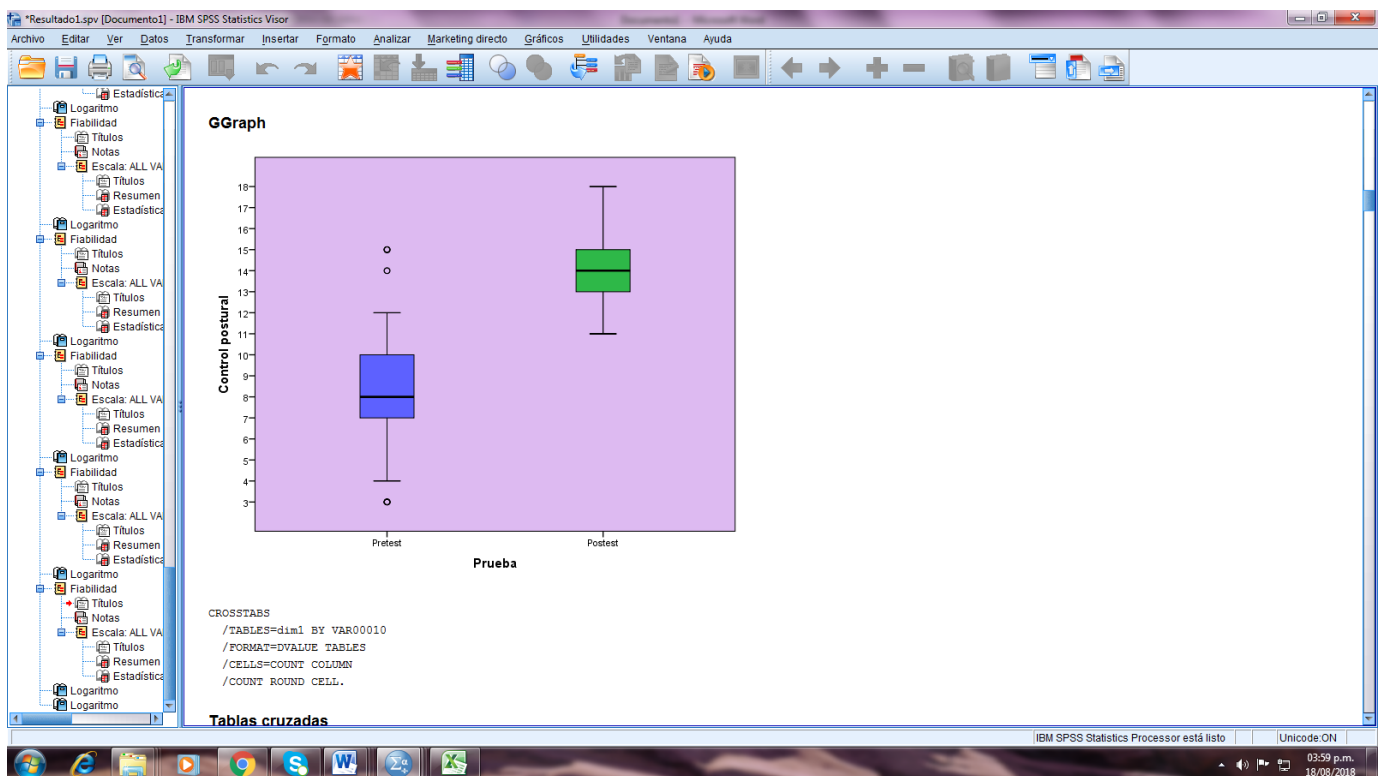 *Resultado1.spv [Documento1] - IBM SPSS Statistics Visor
Archivo Editar Ver Datos Transformar Insertar Formato Analizar Marketing directo Gráficos Utilidades Ventana Ayuda
Estadística
Logaritmo
Fiabilidad
Títulos
Notas
Escala: ALL VA
Títulos
Resumen
Estadística
Logaritmo
Fiabilidad
Títulos
Notas
Escala: ALL VA
Títulos
Resumen
Estadística
Logaritmo
Fiabilidad
Títulos
Notas
Escala: ALL VA
Títulos
Resumen
Estadística
Logaritmo
Fiabilidad
Títulos
Notas
Escala: ALL VA
Títulos
Resumen
Estadística
Logaritmo
Fiabilidad
Títulos
Notas
Escala: ALL VA
Títulos
Resumen
Estadística
Logaritmo
Logaritmo
GGraph
Control postural
18
17
16
15
14
13
12
11
10
9
8
7
6
5
4
3
Pretest Postest
Prueba
CROSSTABS
/TABLES=dim1 BY VAR00010
/FORMAT=DVALUE TABLES
/CELLS=COUNT COLUMN
/COUNT ROUND CELL.
Tablas cruzadas
IBM SPSS Statistics Processor está listo Unicode:ON
03:59 p.m.
18/08/2018